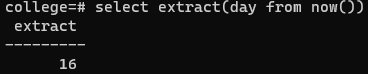 college=# select extract(day from now())
 extract
---------
      16